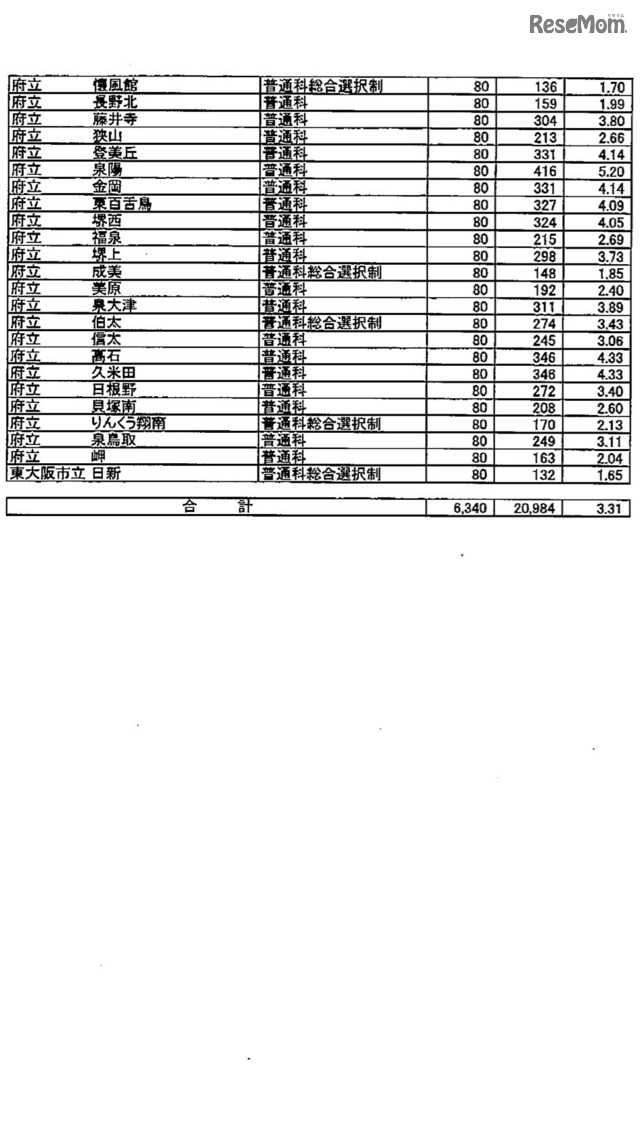 リセマム
ReseMom
府立 懐風館 普通科総合選択制 80 136 1.70
府立 長野北 普通科 80 159 1.99
府立 藤井寺 普通科 80 304 3.80
府立 狭山 普通科 80 213 2.66
府立 登美丘 普通科 80 331 4.14
府立 泉陽 普通科 80 416 5.20
府立 金岡 普通科 80 331 4.14
府立 東百舌鳥 普通科 80 327 4.09
府立 堺西 普通科 80 324 4.05
府立 福泉 普通科 80 215 2.69
府立 堺上 普通科 80 298 3.73
府立 成美 普通科総合選択制 80 148 1.85
府立 美原 普通科 80 192 2.40
府立 泉大津 普通科 80 311 3.89
府立 伯太 普通科総合選択制 80 274 3.43
府立 信太 普通科 80 245 3.06
府立 高石 普通科 80 346 4.33
府立 久米田 普通科 80 346 4.33
府立 日根野 普通科 80 272 3.40
府立 貝塚南 普通科 80 208 2.60
府立 りんくう翔南 普通科総合選択制 80 170 2.13
府立 泉鳥取 普通科 80 249 3.11
府立 岬 普通科 80 163 2.04
東大阪市立 日新 普通科総合選択制 80 132 1.65
合 計 6,340 20,984 3.31